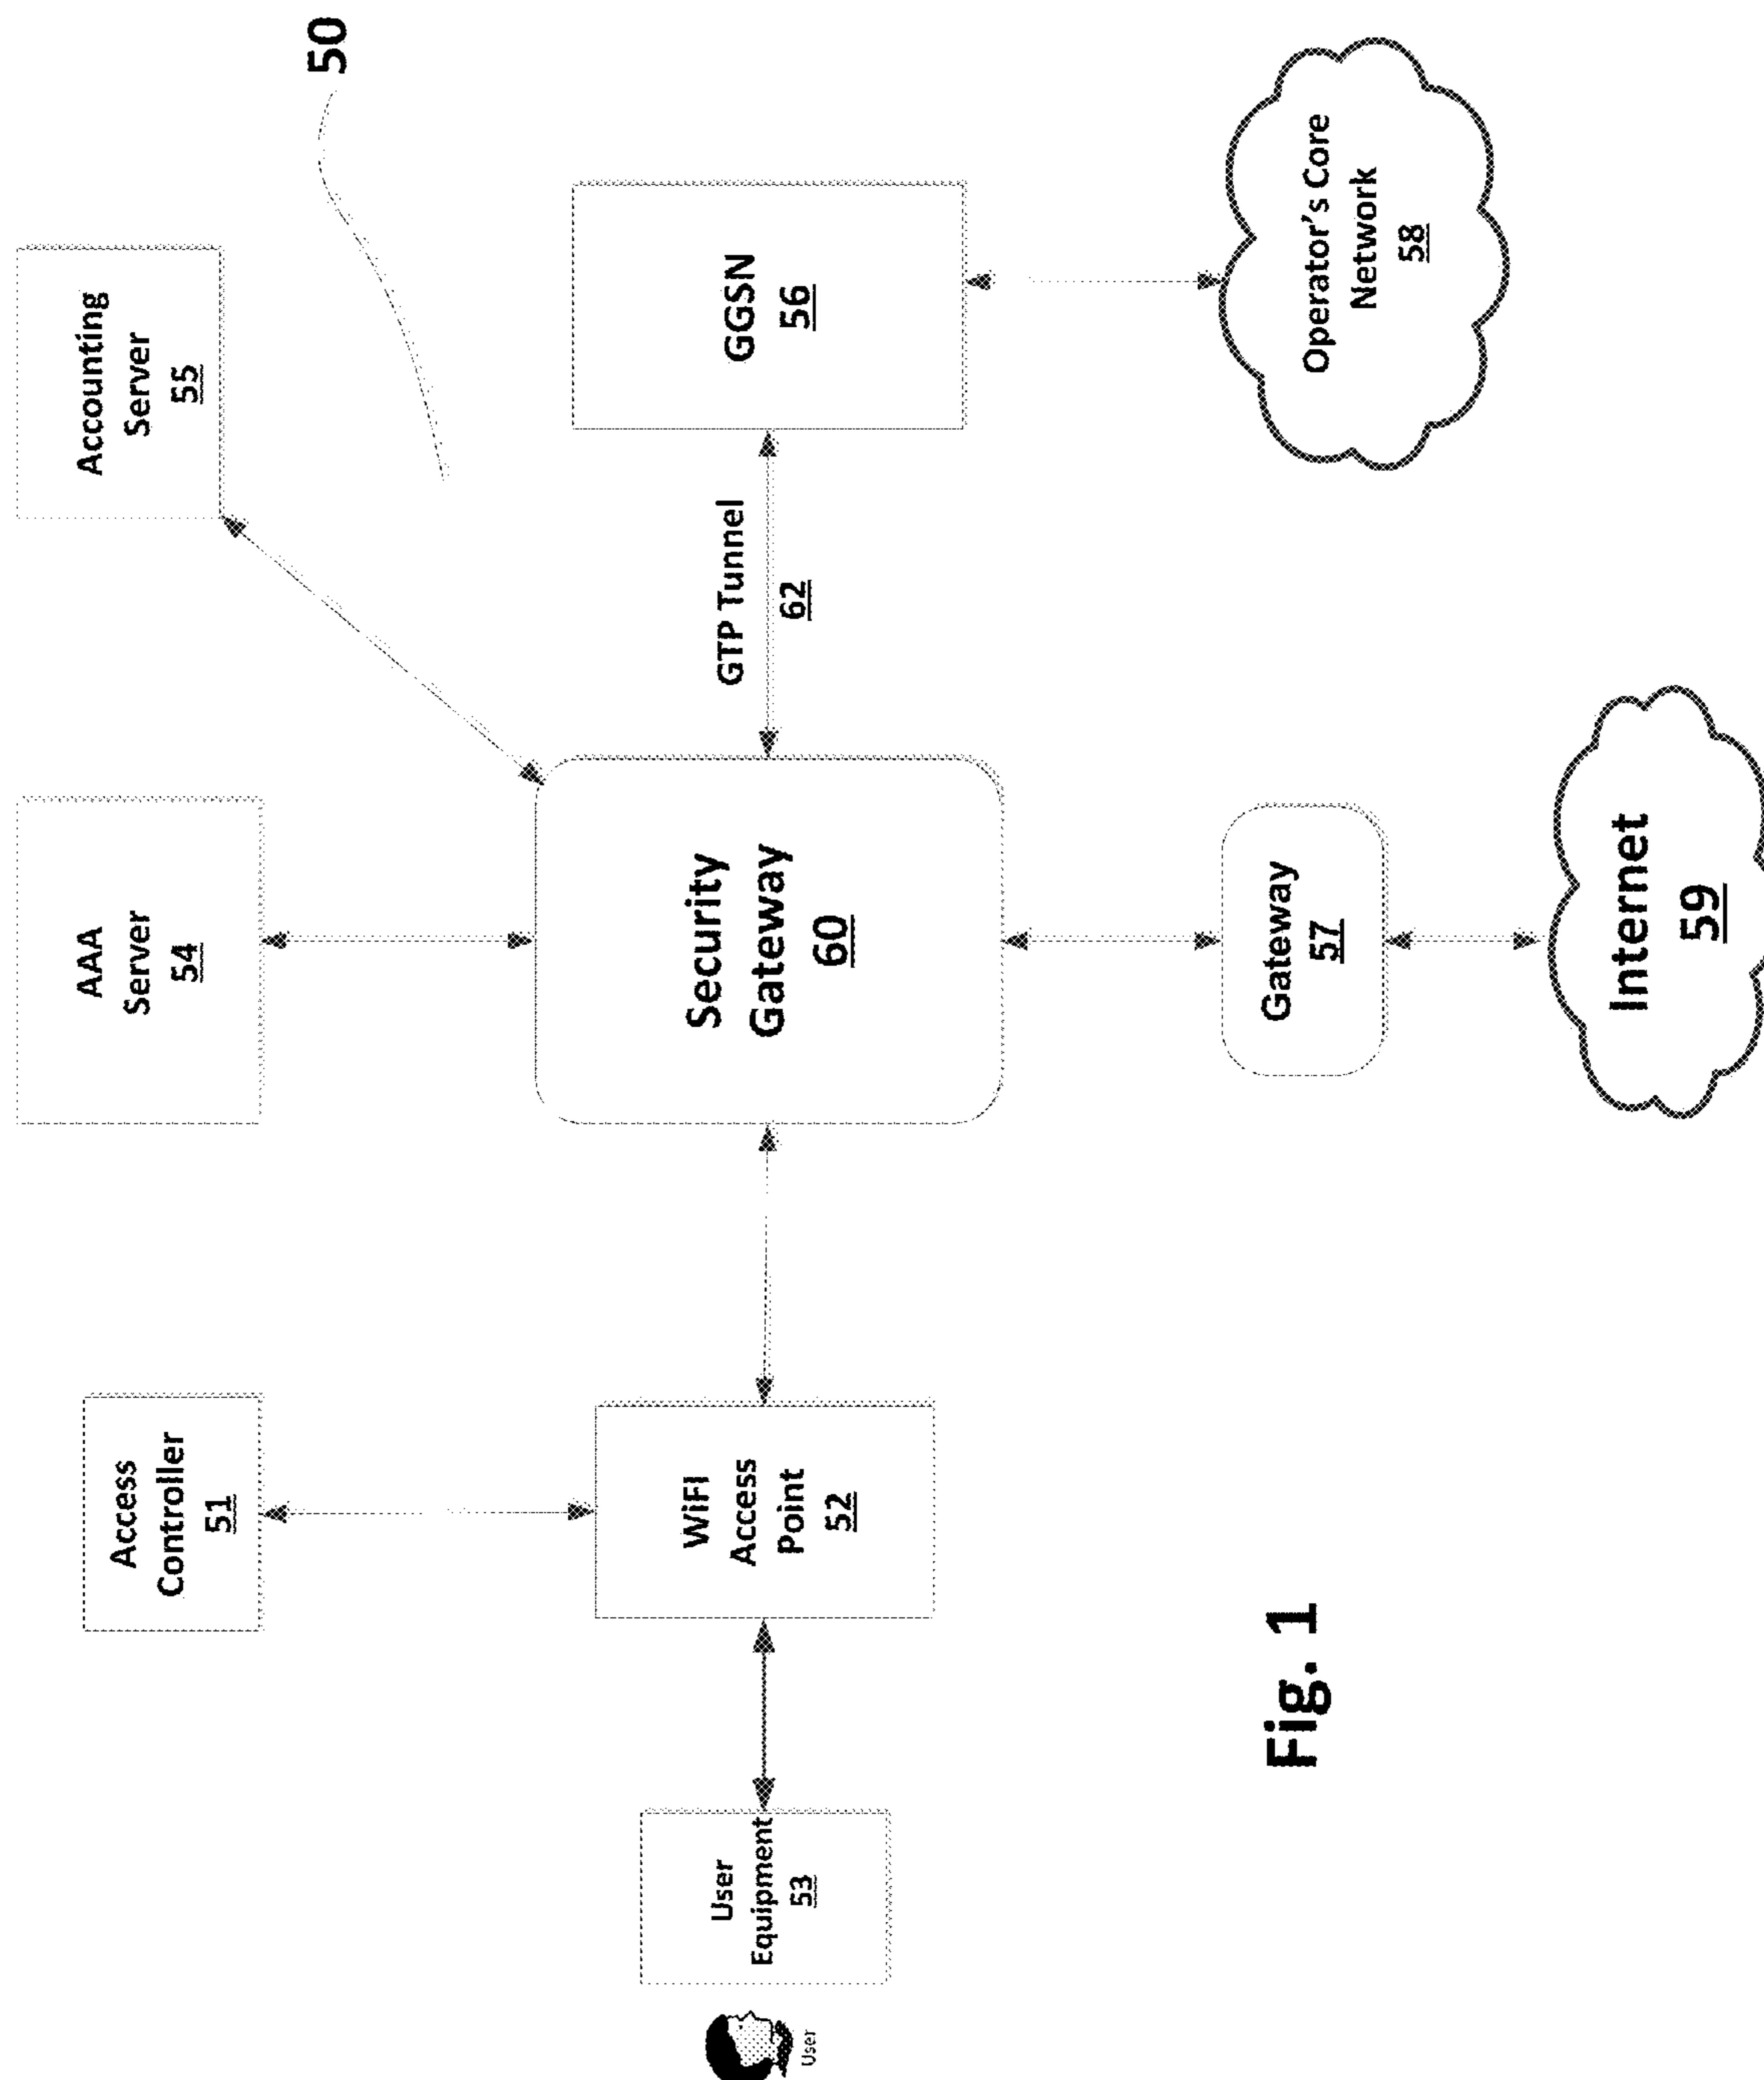 50
Access
Controller
51
AAA
Server
54
Accounting
Server
55
User
User
Equipment
53
WiFI
Access
Point
52
Security
Gateway
60
GTP Tunnel
62
GGSN
56
Gateway
57
Operator's Core
Network
58
Internet
59
Fig. 1